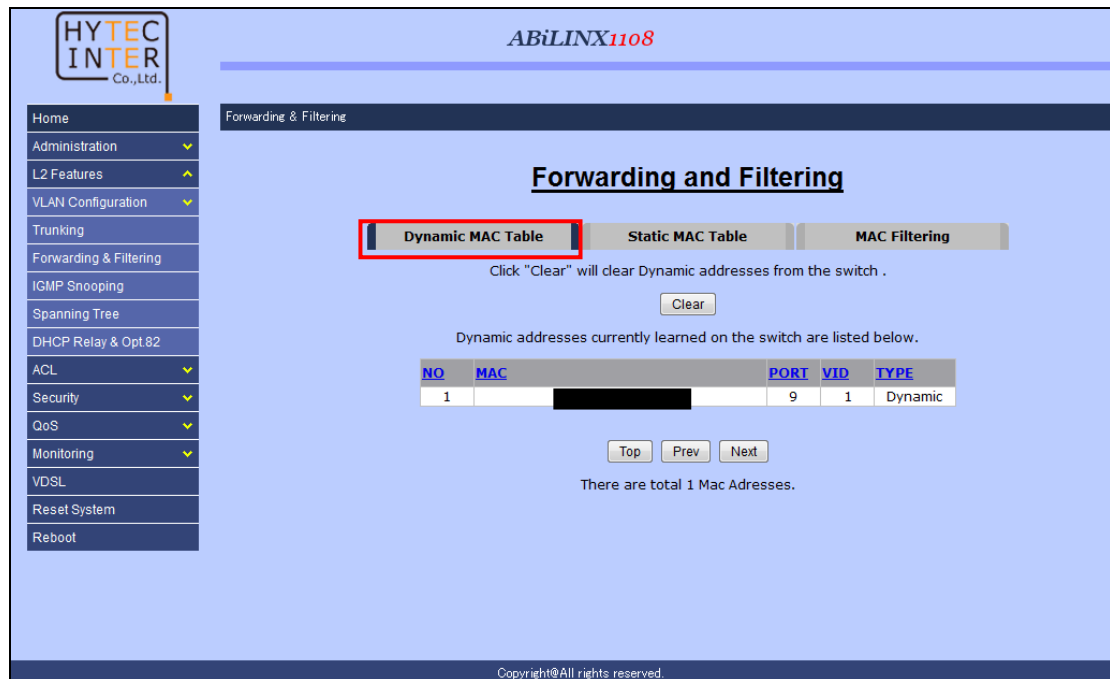 HYTEC
INTER
Co.,Ltd.
ABiLINX1108
Home
Administration
L2 Features
VLAN Configuration
Trunking
Forwarding & Filtering
IGMP Snooping
Spanning Tree
DHCP Relay & Opt.82
ACL
Security
QoS
Monitoring
VDSL
Reset System
Reboot
Forwarding & Filtering
Forwarding and Filtering
Dynamic MAC Table Static MAC Table MAC Filtering
Click "Clear" will clear Dynamic addresses from the switch .
Clear
Dynamic addresses currently learned on the switch are listed below.
NO MAC PORT VID TYPE
1 9 1 Dynamic
Top Prev Next
There are total 1 Mac Adresses.
Copyright@All rights reserved.